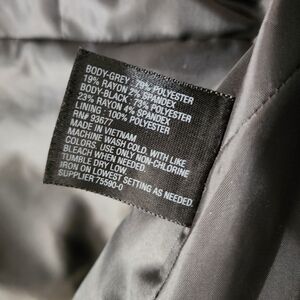 BODY-GREY: 79% POLYESTER
19% RAYON 2% SPANDEX
BODY-BLACK: 73% POLYESTER
23% RAYON 4% SPANDEX
LINING : 100% POLYESTER
RN# 93677
MADE IN VIETNAM
MACHINE WASH COLD. WITH LIKE
COLORS. USE ONLY NON-CHLORINE
BLEACH WHEN NEEDED.
TUMBLE DRY LOW.
IRON ON LOWEST SETTING AS NEEDED.
SUPPLIER 75590-0